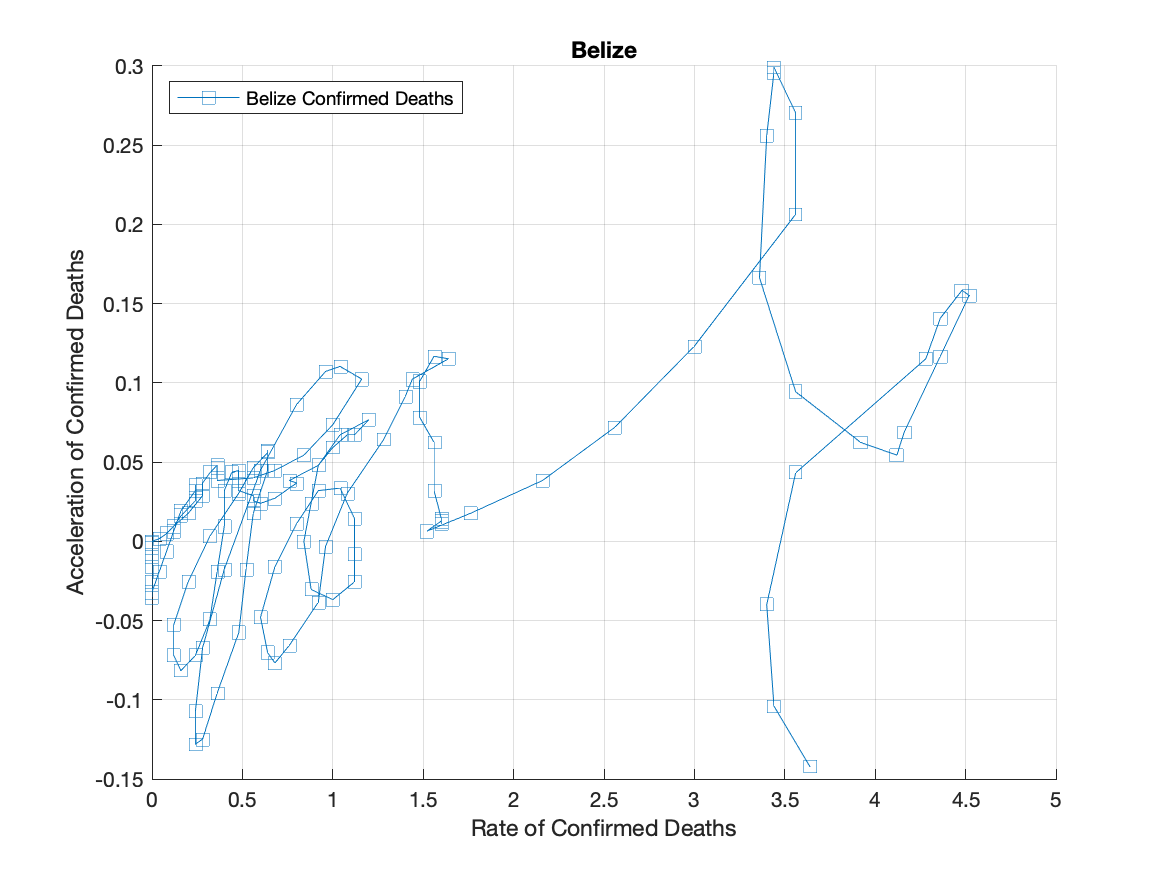 Belize
Belize Confirmed Deaths
0.3
0.25
0.2
0.15
0.1
0.05
0
-0.05
-0.1
-0.15
Acceleration of Confirmed Deaths
0 0.5 1 1.5 2 2.5 3 3.5 4 4.5 5
Rate of Confirmed Deaths